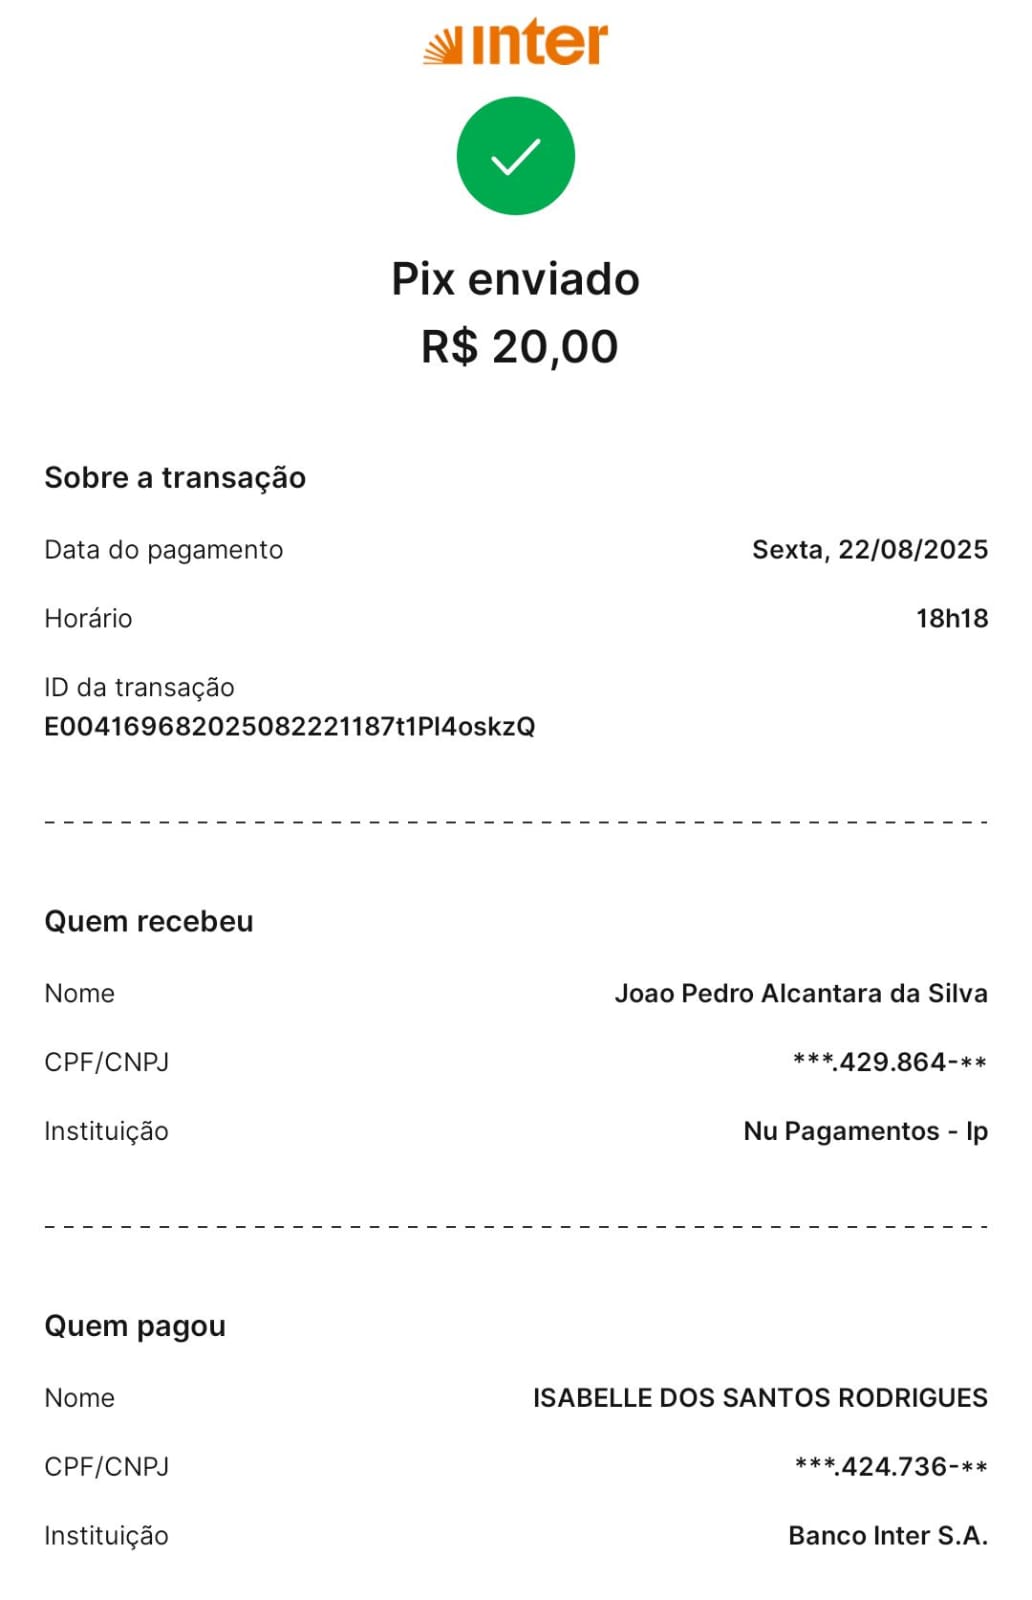 inter
Pix enviado
R$ 20,00
Sobre a transação
Data do pagamento Sexta, 22/08/2025
Horário 18h18
ID da transação
E00416968202508222118​7t1PI4oskzQ
Quem recebeu
Nome Joao Pedro Alcantara da Silva
CPF/CNPJ ***.429.864-**
Instituição Nu Pagamentos - Ip
Quem pagou
Nome ISABELLE DOS SANTOS RODRIGUES
CPF/CNPJ ***.424.736-**
Instituição Banco Inter S.A.